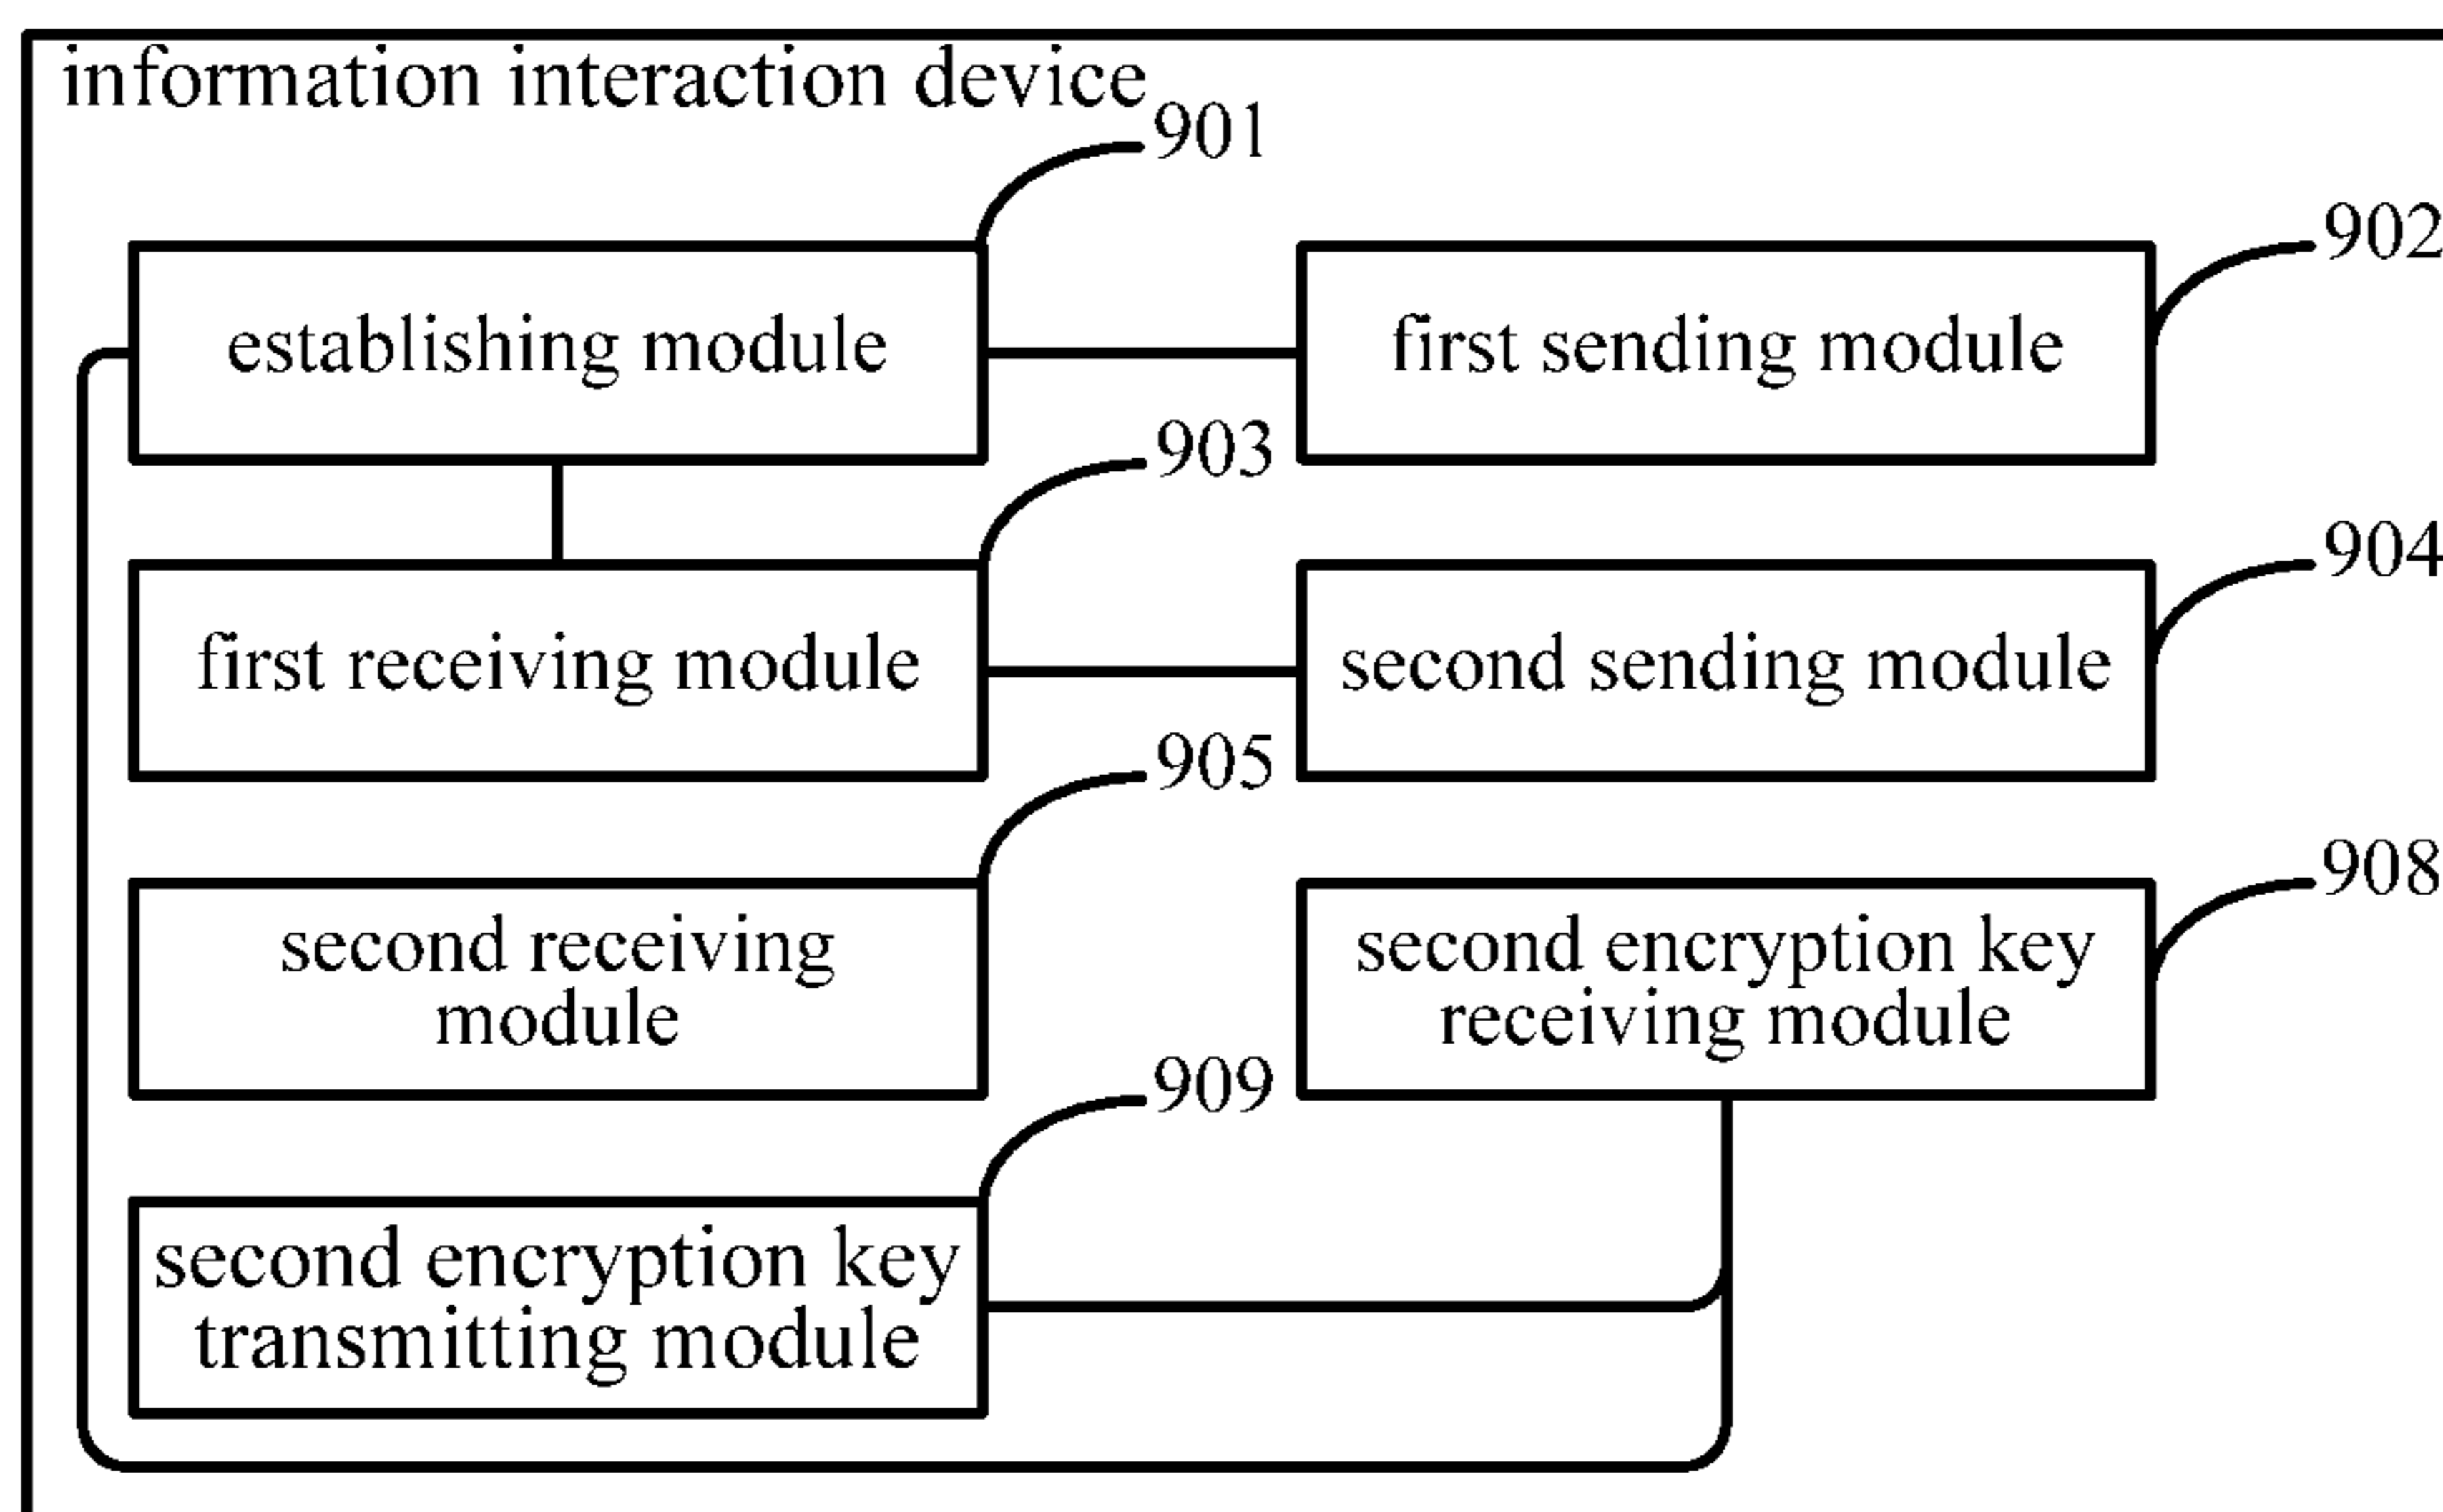 information interaction device
901
902
establishing module
first sending module
903
904
first receiving module
second sending module
905
908
second receiving
module
second encryption key
receiving module
909
second encryption key
transmitting module